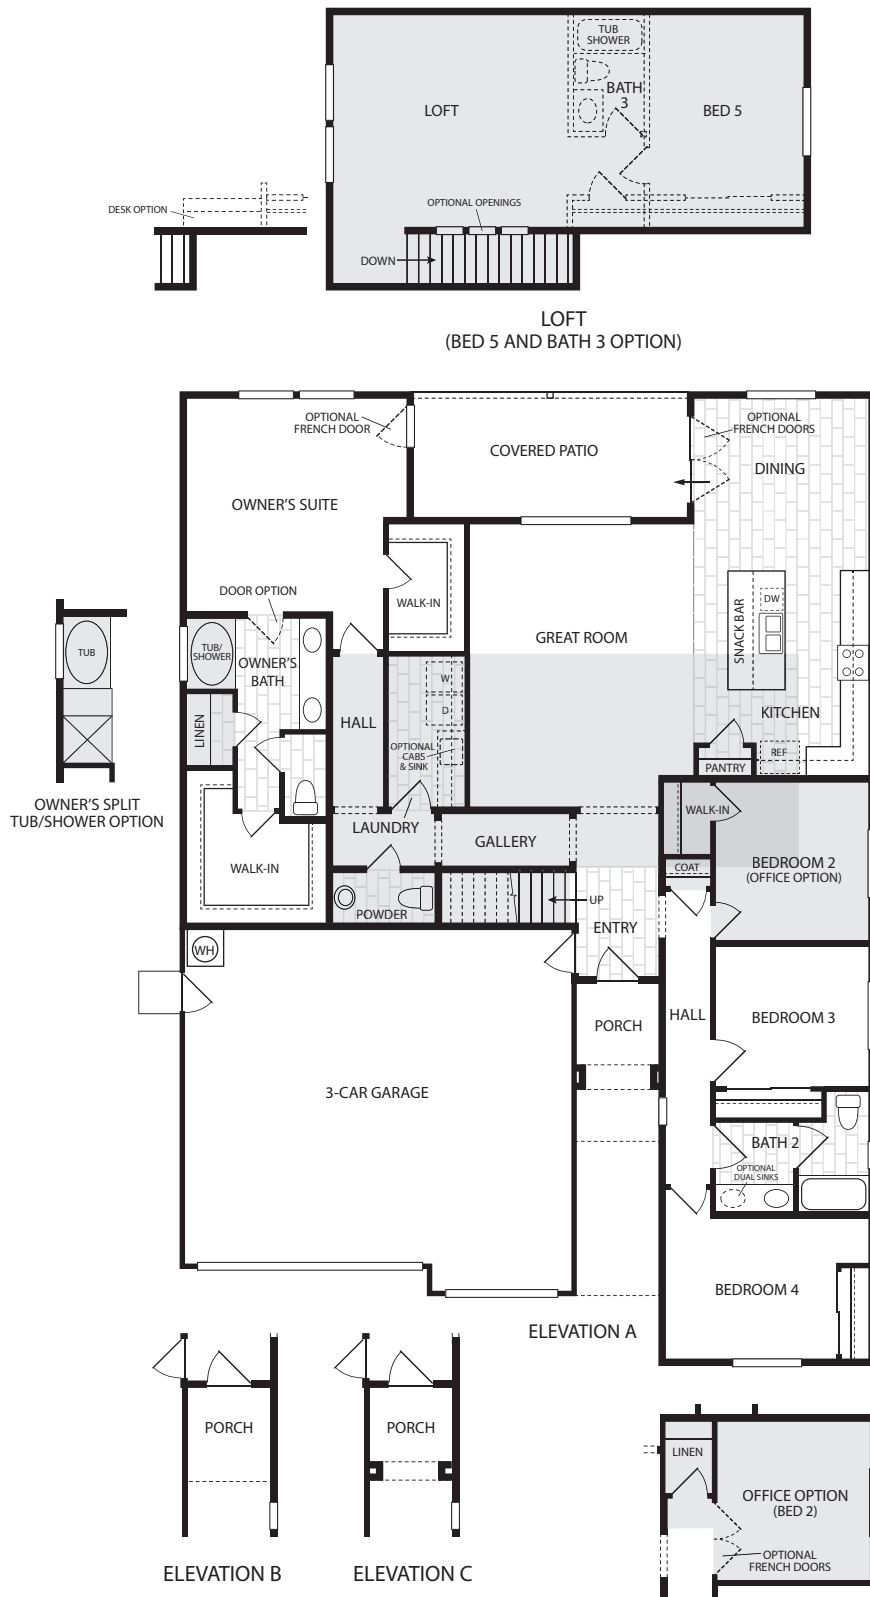 TUB
SHOWER
BATH
3
LOFT
BED 5
DESK OPTION
OPTIONAL OPENINGS
DOWN
LOFT
(BED 5 AND BATH 3 OPTION)
OPTIONAL
FRENCH DOOR
COVERED PATIO
OPTIONAL
FRENCH DOORS
DINING
OWNER'S SUITE
DOOR OPTION
WALK-IN
SNACK BAR
DW
GREAT ROOM
TUB
TUB/
SHOWER
OWNER'S
BATH
W
D
HALL
LINEN
OPTIONAL
CABS
& SINK
KITCHEN
REF
PANTRY
OWNER'S SPLIT
TUB/SHOWER OPTION
WALK-IN
LAUNDRY
GALLERY
WALK-IN
COAT
BEDROOM 2
(OFFICE OPTION)
POWDER
UP
ENTRY
WH
HALL
BEDROOM 3
PORCH
3-CAR GARAGE
BATH 2
OPTIONAL
DUAL SINKS
BEDROOM 4
ELEVATION A
PORCH
PORCH
LINEN
OFFICE OPTION
(BED 2)
OPTIONAL
FRENCH DOORS
ELEVATION B
ELEVATION C